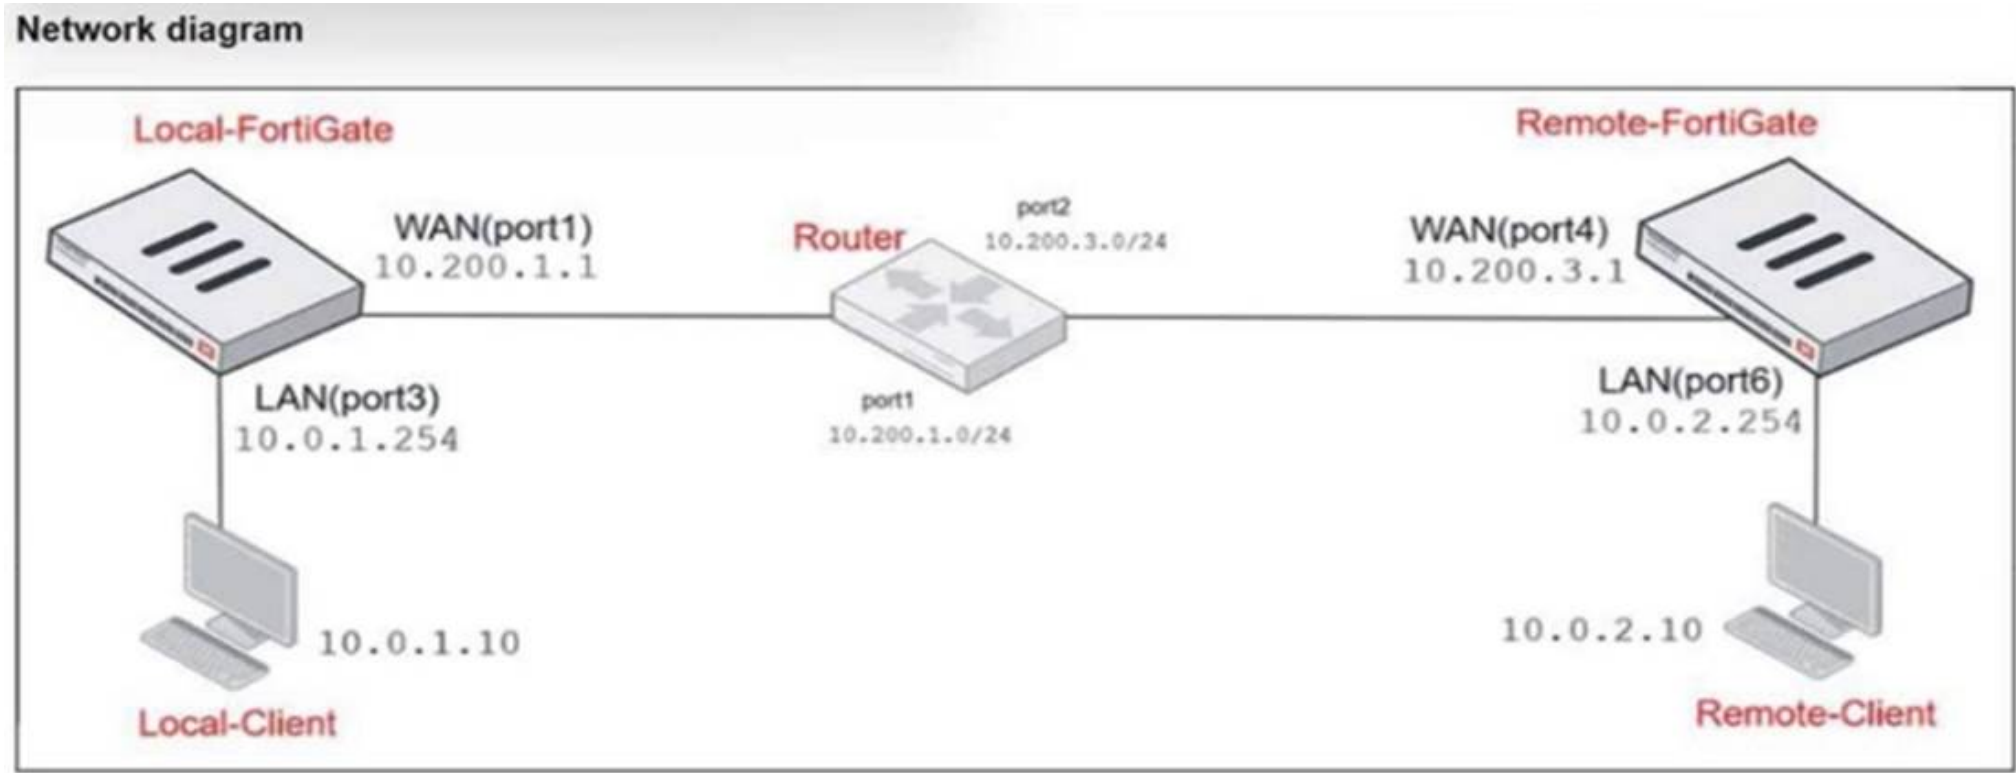 Network diagram
Local-FortiGate
Remote-FortiGate
WAN(port1)
10.200.1.1
Router
port2
10.200.3.0/24
WAN(port4)
10.200.3.1
LAN(port3)
10.0.1.254
port1
10.200.1.0/24
LAN(port6)
10.0.2.254
10.0.1.10
Local-Client
10.0.2.10
Remote-Client